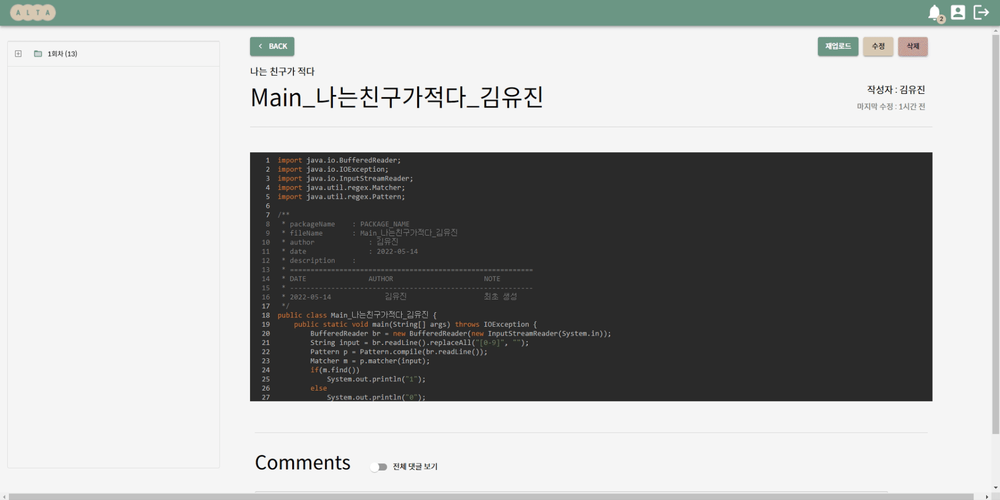 A L T A
2
1회차 (13)
BACK
재업로드 수정 삭제
나는 친구가 적다
Main_나는친구가적다_김유진
작성자 : 김유진
마지막 수정 : 1시간 전
1 import java.io.BufferedReader;
2 import java.io.IOException;
3 import java.io.InputStreamReader;
4 import java.util.regex.Matcher;
5 import java.util.regex.Pattern;
6
7 /**
8 * packageName : PACKAGE_NAME
9 * fileName : Main_나는친구가적다_김유진
10 * author : 김유진
11 * date : 2022-05-14
12 * description :
13 * ===========================================================
14 * DATE AUTHOR NOTE
15 * -----------------------------------------------------------
16 * 2022-05-14 김유진 최초 생성
17 */
18 public class Main_나는친구가적다_김유진 {
19 public static void main(String[] args) throws IOException {
20 BufferedReader br = new BufferedReader(new InputStreamReader(System.in));
21 String input = br.readLine().replaceAll("[0-9]", "");
22 Pattern p = Pattern.compile(br.readLine());
23 Matcher m = p.matcher(input);
24 if(m.find())
25 System.out.println("1");
26 else
27 System.out.println("0");
Comments 전체 댓글 보기